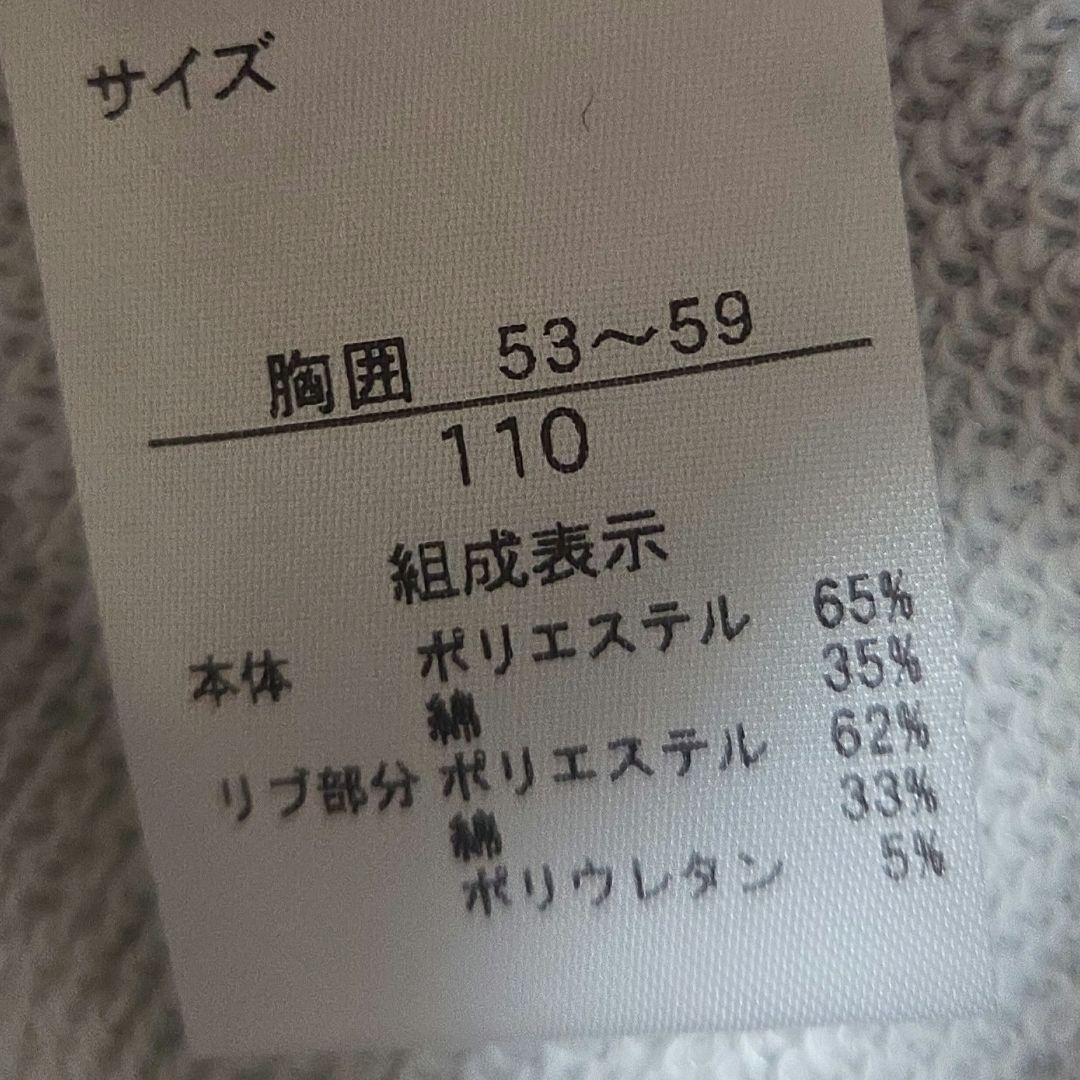 サイズ
胸囲 53～59
110
組成表示
本体 ポリエステル 65%
綿 35%
リブ部分 ポリエステル 62%
綿 33%
ポリウレタン 5%